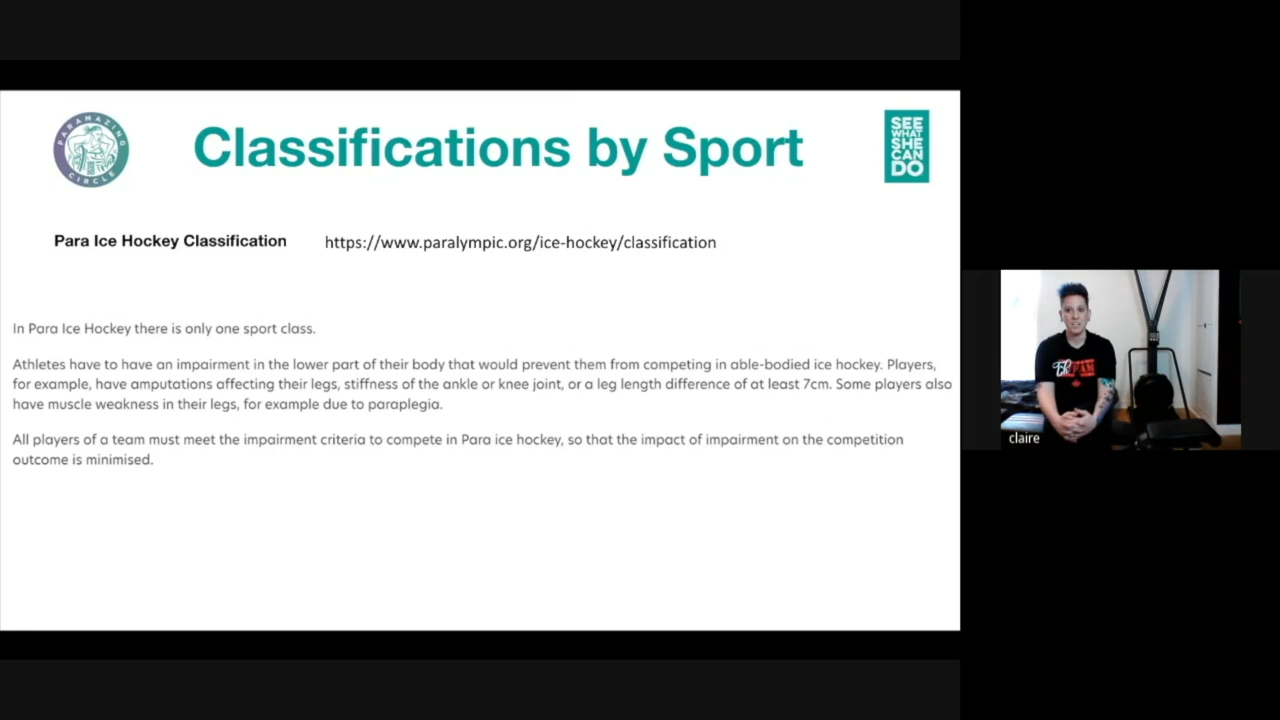 PARAMAZING
CIRCLE
Classifications by Sport
SEE
WHAT
SHE
CAN
DO
Para Ice Hockey Classification https://www.paralympic.org/ice-hockey/classification
In Para Ice Hockey there is only one sport class.
Athletes have to have an impairment in the lower part of their body that would prevent them from competing in able-bodied ice hockey. Players,
for example, have amputations affecting their legs, stiffness of the ankle or knee joint, or a leg length difference of at least 7cm. Some players also
have muscle weakness in their legs, for example due to paraplegia.
All players of a team must meet the impairment criteria to compete in Para ice hockey, so that the impact of impairment on the competition
outcome is minimised.
claire